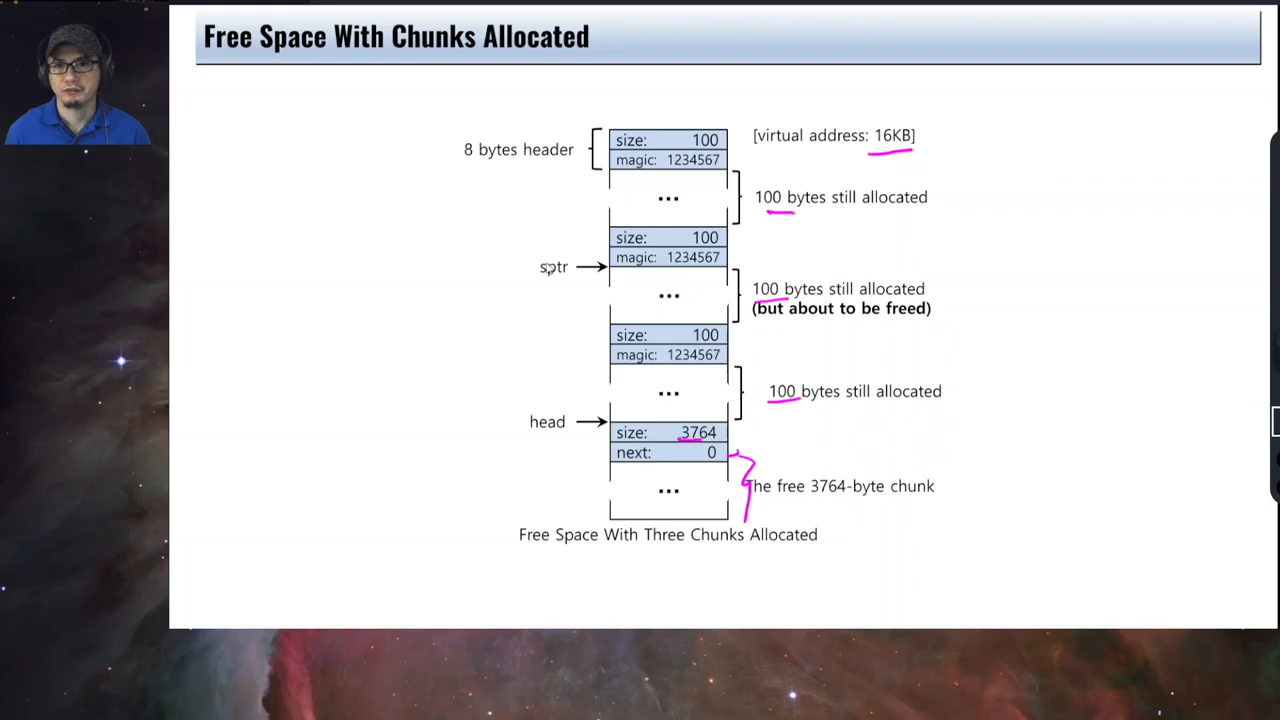 Free Space With Chunks Allocated
8 bytes header
size: 100
magic: 1234567
[virtual address: 16KB]
...
100 bytes still allocated
size: 100
magic: 1234567
sptr
...
100 bytes still allocated
(but about to be freed)
size: 100
magic: 1234567
...
100 bytes still allocated
head
size: 3764
next: 0
...
The free 3764-byte chunk
Free Space With Three Chunks Allocated